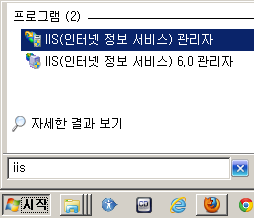 프로그램 (2)
IIS(인터넷 정보 서비스) 관리자
IIS(인터넷 정보 서비스) 6.0 관리자
자세한 결과 보기
iis
시작